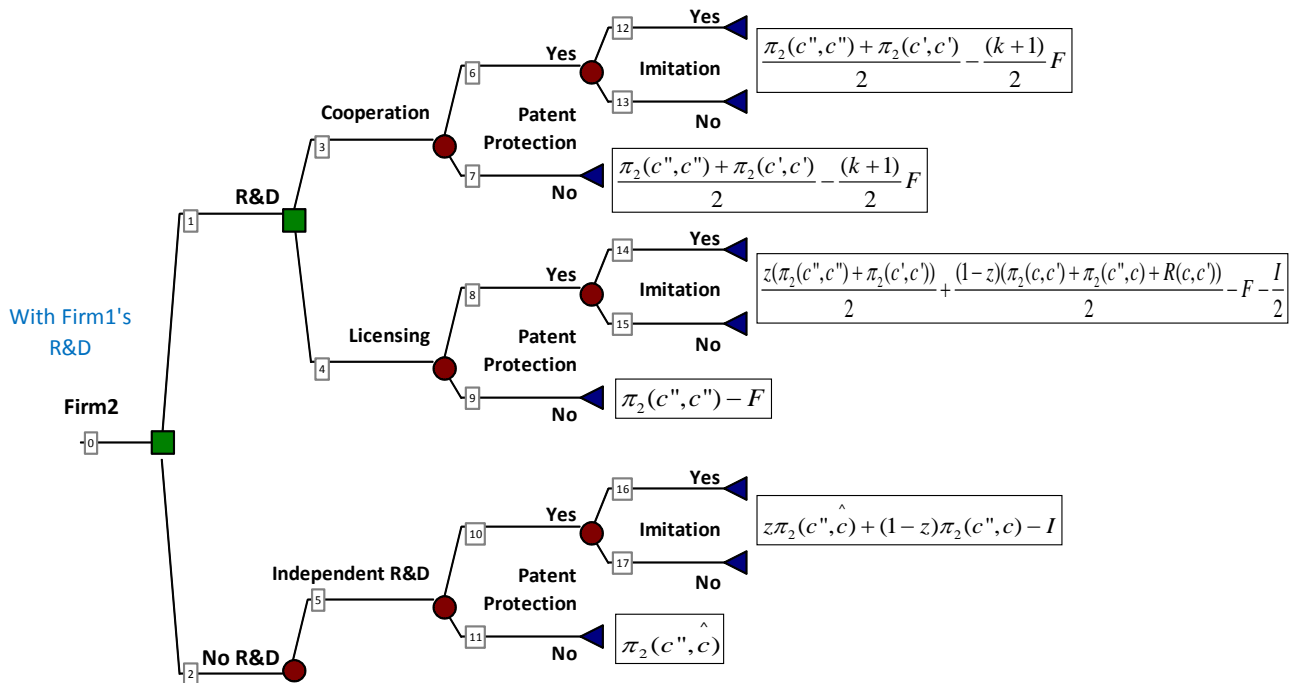 12
Yes
Yes
Imitation
6
\frac{\pi_2(c'',c'')+\pi_2(c',c')}{2}-\frac{(k+1)}{2}F
13
No
Cooperation
Patent
Protection
3
7
No
\frac{\pi_2(c'',c'')+\pi_2(c',c')}{2}-\frac{(k+1)}{2}F
R&D
1
14
Yes
Yes
Imitation
8
\frac{z(\pi_2(c'',c'')+\pi_2(c',c'))}{2}+\frac{(1-z)(\pi_2(c,c')+\pi_2(c'',c)+R(c,c'))}{2}-F-\frac{I}{2}
15
No
With Firm1's
R&D
Licensing
Patent
Protection
4
9
No
\pi_2(c'',c'')-F
Firm2
0
16
Yes
Yes
Imitation
10
z\pi_2(c'',\hat{c})+(1-z)\pi_2(c'',c)-I
17
No
Independent R&D
Patent
Protection
5
11
No
\pi_2(c'',\hat{c})
No R&D
2